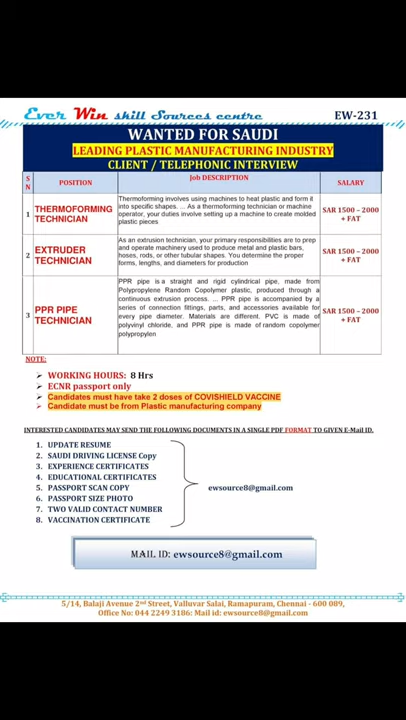 Ever Win skill Sources centre EW-231
WANTED FOR SAUDI
LEADING PLASTIC MANUFACTURING INDUSTRY
CLIENT / TELEPHONIC INTERVIEW
S N POSITION Job DESCRIPTION SALARY
1 THERMOFORMING TECHNICIAN
Thermoforming involves using machines to heat plastic and form it
into specific shapes. ... As a thermoforming technician or machine
operator, your duties involve setting up a machine to create molded
plastic pieces
SAR 1500 – 2000
+ FAT
2 EXTRUDER TECHNICIAN
As an extrusion technician, your primary responsibilities are to prep
and operate machinery used to produce metal and plastic bars,
hoses, rods, or other tubular shapes. You determine the proper
forms, lengths, and diameters for production
SAR 1500 – 2000
+ FAT
3 PPR PIPE TECHNICIAN
PPR pipe is a straight and rigid cylindrical pipe, made from
Polypropylene Random Copolymer plastic, produced through a
continuous extrusion process. ... PPR pipe is accompanied by a
series of connection fittings, parts, and accessories available for
every pipe diameter. Materials are different. PVC is made of
polyvinyl chloride, and PPR pipe is made of random copolymer
polypropylen
SAR 1500 – 2000
+ FAT
NOTE:
➤ WORKING HOURS: 8 Hrs
➤ ECNR passport only
➤ Candidates must have take 2 doses of COVISHIELD VACCINE
➤ Candidate must be from Plastic manufacturing company
INTERESTED CANDIDATES MAY SEND THE FOLLOWING DOCUMENTS IN A SINGLE PDF FORMAT TO GIVEN E-Mail ID.
1. UPDATE RESUME
2. SAUDI DRIVING LICENSE Copy
3. EXPERIENCE CERTIFICATES
4. EDUCATIONAL CERTIFICATES
5. PASSPORT SCAN COPY
6. PASSPORT SIZE PHOTO
7. TWO VALID CONTACT NUMBER
8. VACCINATION CERTIFICATE
ewsource8@gmail.com
MAIL ID: ewsource8@gmail.com
5/14, Balaji Avenue 2nd Street, Valluvar Salai, Ramapuram, Chennai - 600 089,
Office No: 044 2249 3186: Mail id: ewsource8@gmail.com